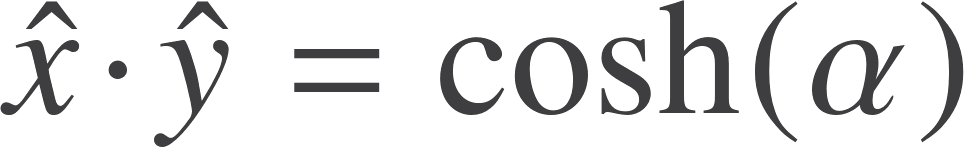 x̂ · ŷ = cosh(α)